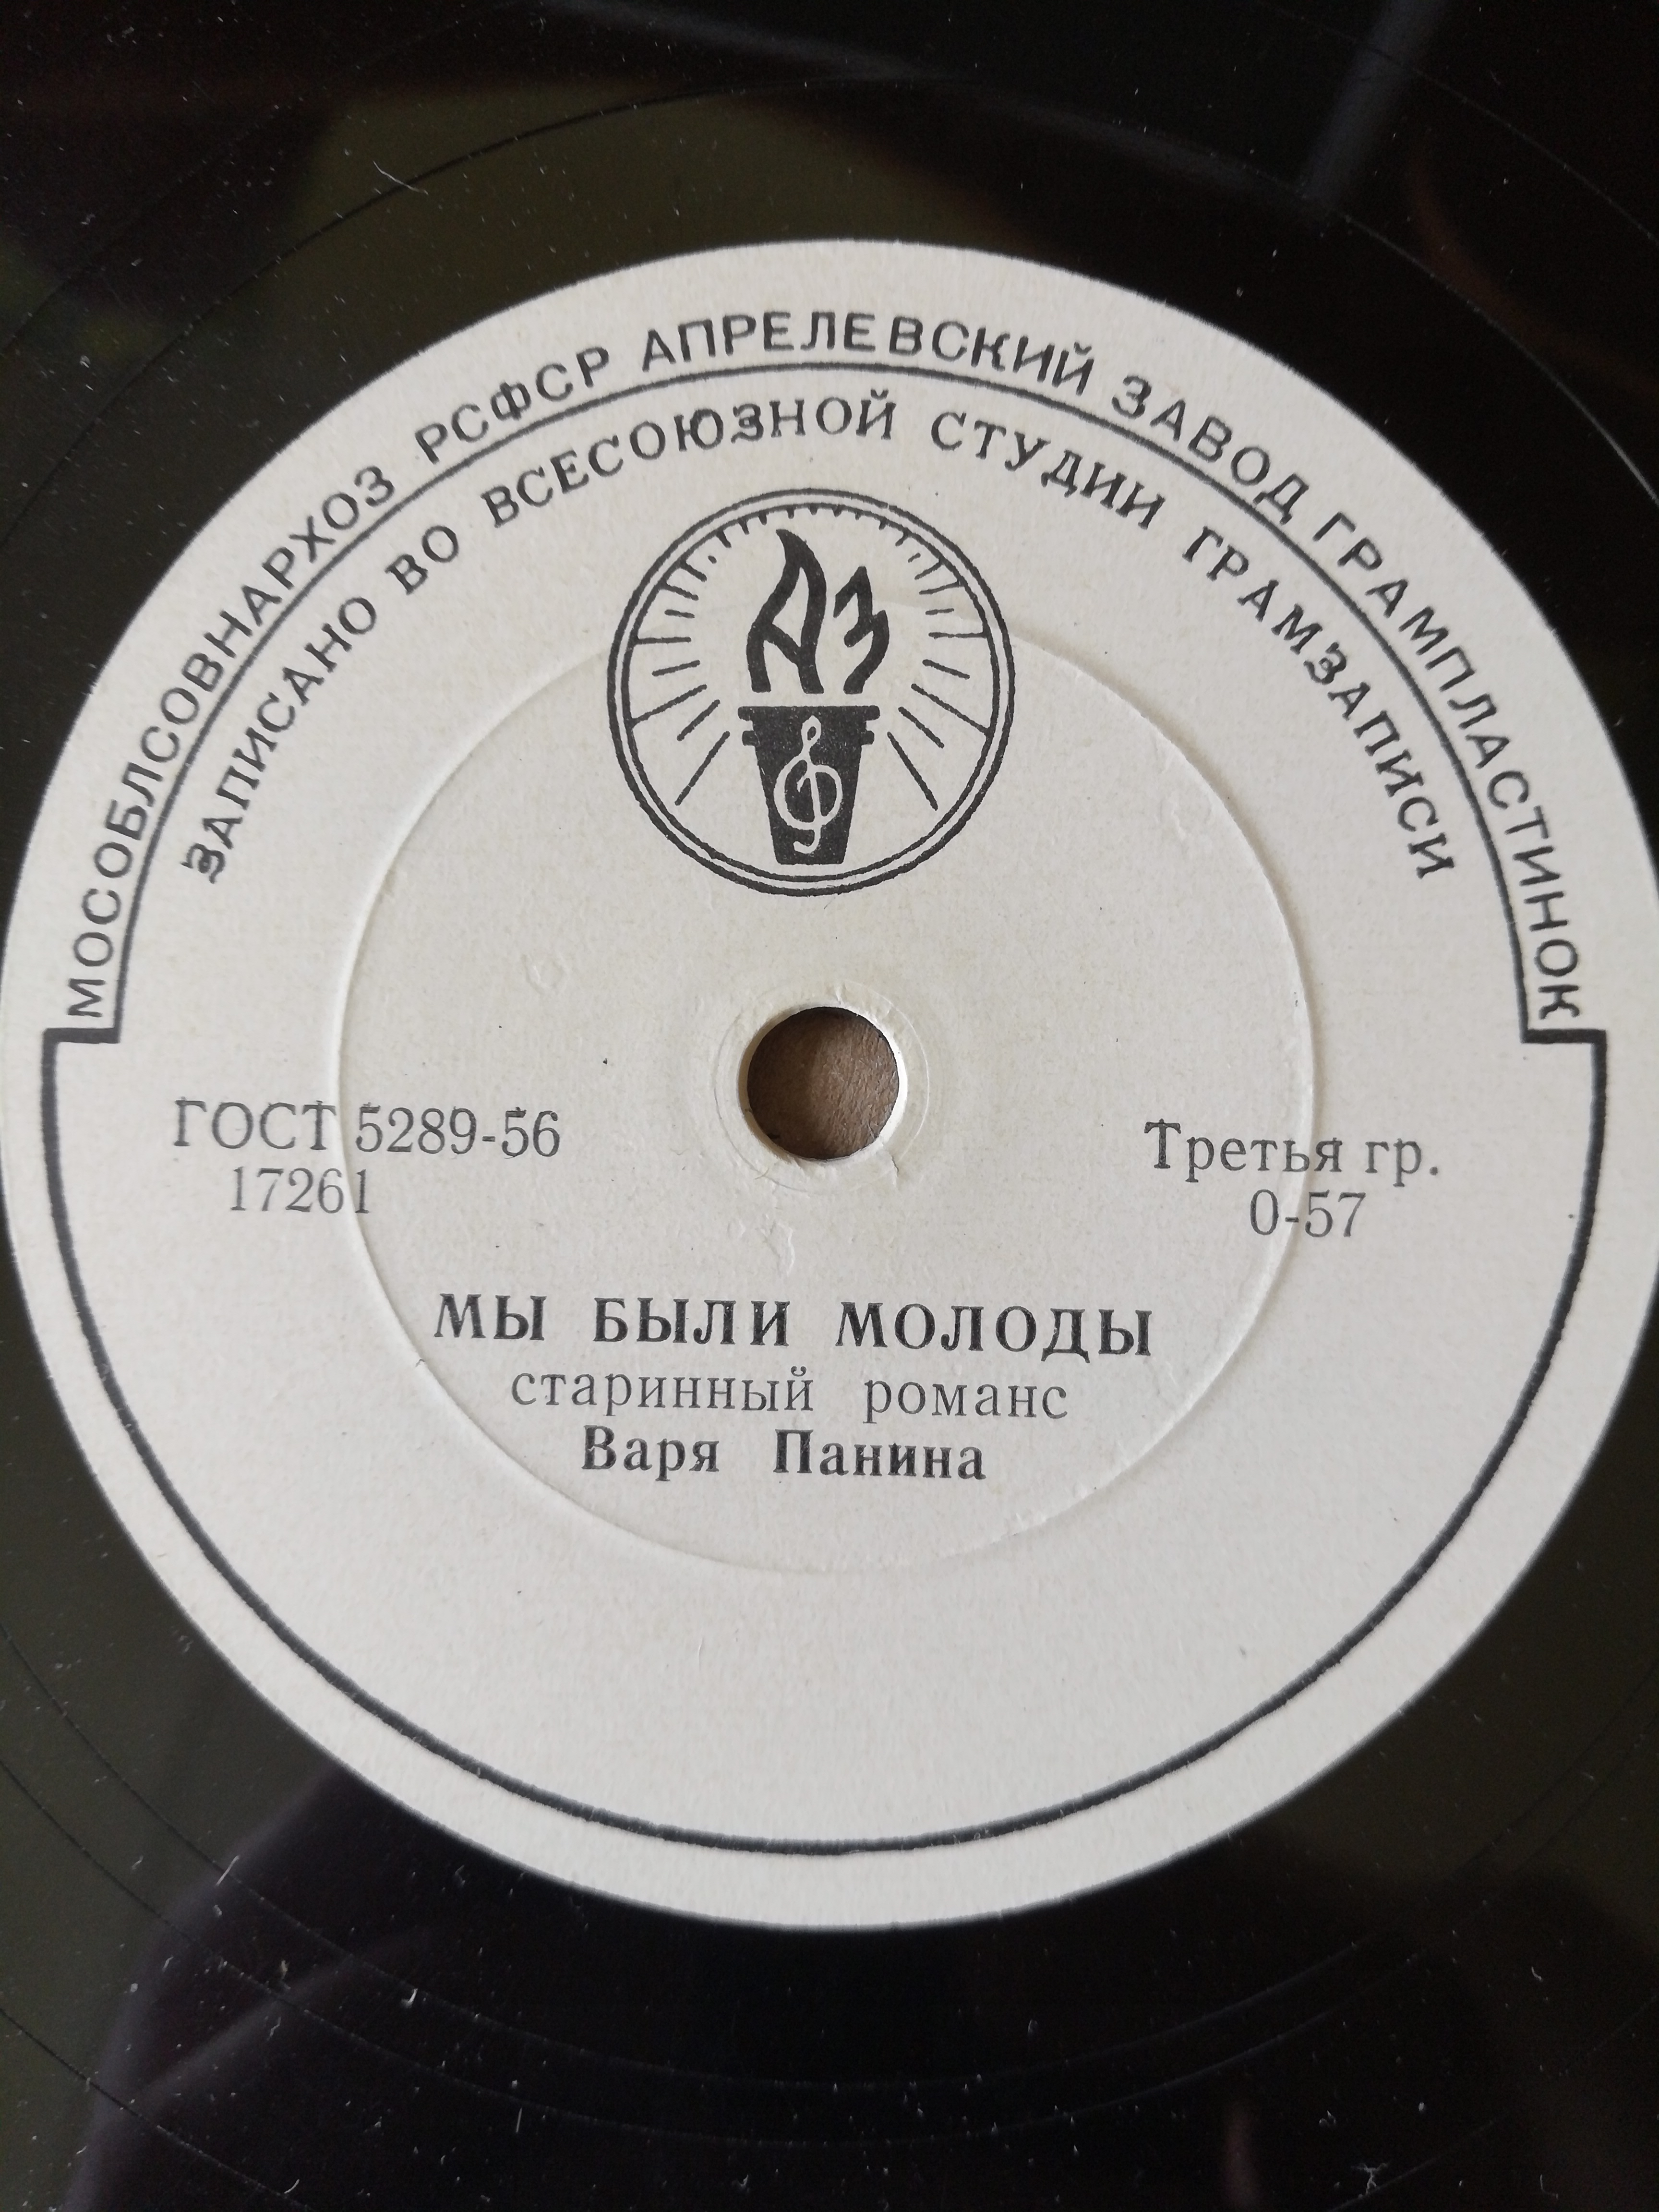 МОСОБЛСОВНАРХОЗ РСФСР АПРЕЛЕВСКИЙ ЗАВОД ГРАМПЛАСТИНОК
ЗАПИСАНО ВО ВСЕСОЮЗНОЙ СТУДИИ ГРАМЗАПИСИ
АЗ
ГОСТ 5289-56
17261
Третья гр.
0-57
МЫ БЫЛИ МОЛОДЫ
старинный романс
Варя Панина